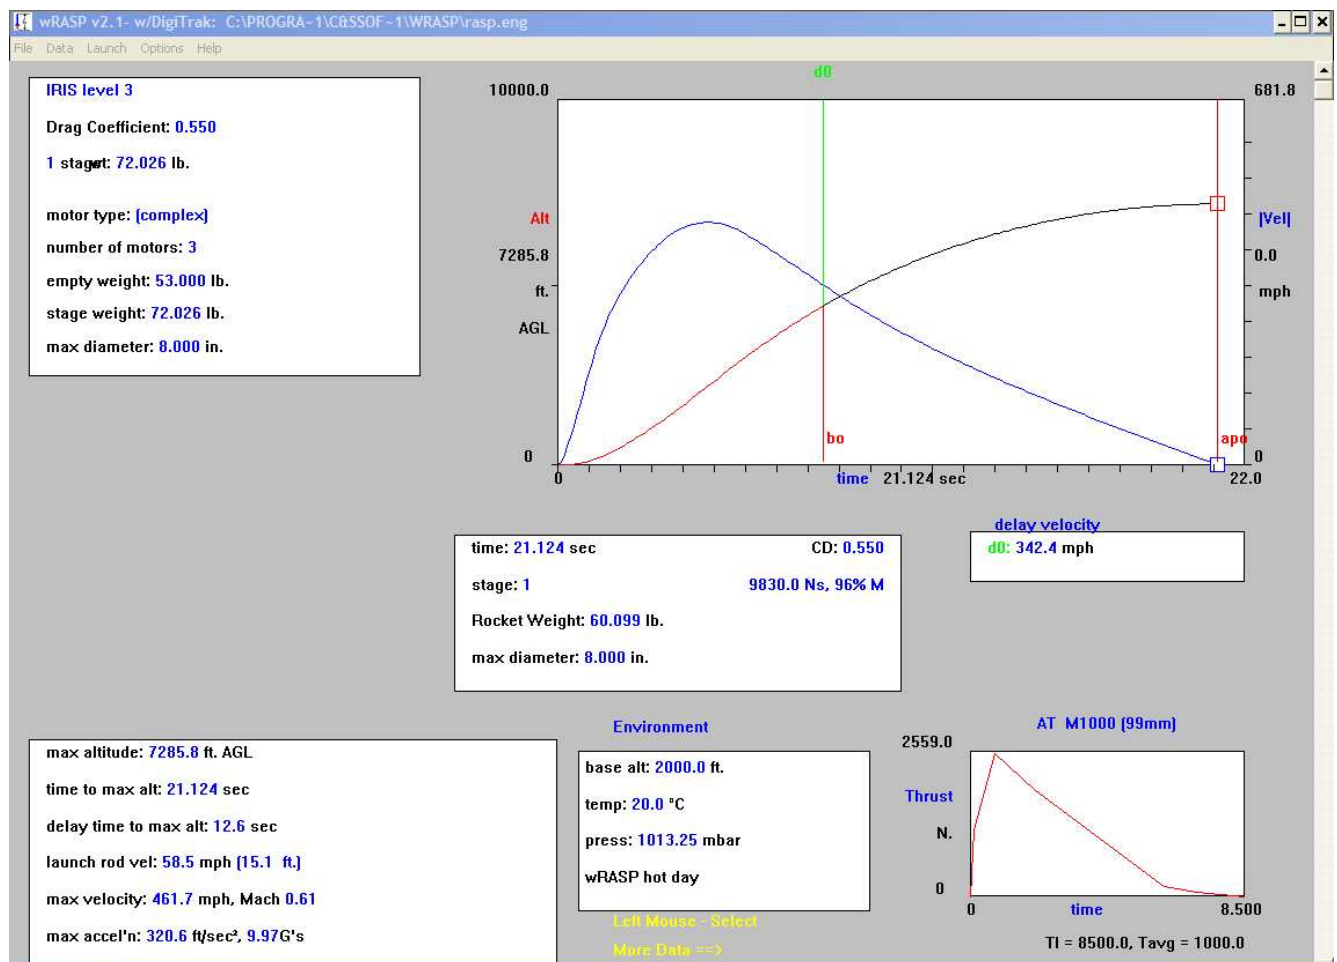 wRASP v2.1- w/DigiTrak: C:\PROGRA~1\C&SSOF~1\WRASP\rasp.eng
File Data Launch Options Help
IRIS level 3
Drag Coefficient: 0.550
1 stage wt: 72.026 lb.
motor type: (complex)
number of motors: 3
empty weight: 53.000 lb.
stage weight: 72.026 lb.
max diameter: 8.000 in.
d0
10000.0
681.8
Alt
|Vel|
7285.8
0.0
ft.
mph
AGL
bo
apo
0
0
0
time 21.124 sec
22.0
delay velocity
d0: 342.4 mph
time: 21.124 sec CD: 0.550
stage: 1 9830.0 Ns, 96% M
Rocket Weight: 60.099 lb.
max diameter: 8.000 in.
max altitude: 7285.8 ft. AGL
time to max alt: 21.124 sec
delay time to max alt: 12.6 sec
launch rod vel: 58.5 mph (15.1 ft.)
max velocity: 461.7 mph, Mach 0.61
max accel'n: 320.6 ft/sec², 9.97G's
Environment
base alt: 2000.0 ft.
temp: 20.0 °C
press: 1013.25 mbar
wRASP hot day
Left Mouse - Select
More Data ==>
AT M1000 (99mm)
2559.0
Thrust
N.
0
0
time
8.500
TI = 8500.0, Tavg = 1000.0